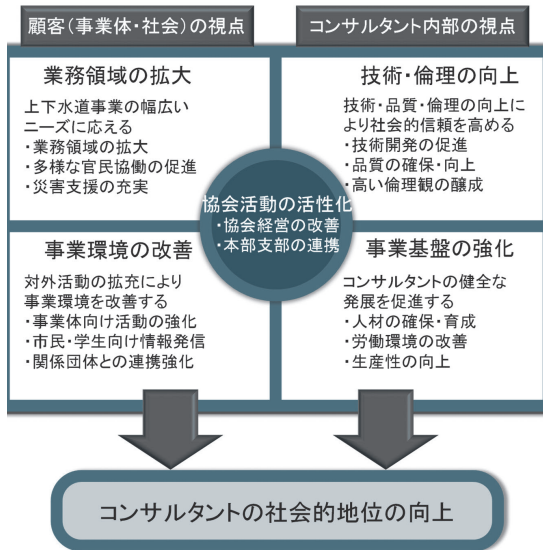 顧客(事業体・社会)の視点
コンサルタント内部の視点
業務領域の拡大
上下水道事業の幅広い
ニーズに応える
・業務領域の拡大
・多様な官民協働の促進
・災害支援の充実
技術・倫理の向上
技術・品質・倫理の向上に
より社会的信頼を高める
・技術開発の促進
・品質の確保・向上
・高い倫理観の醸成
協会活動の活性化
・協会経営の改善
・本部支部の連携
事業環境の改善
対外活動の拡充により
事業環境を改善する
・事業体向け活動の強化
・市民・学生向け情報発信
・関係団体との連携強化
事業基盤の強化
コンサルタントの健全な
発展を促進する
・人材の確保・育成
・労働環境の改善
・生産性の向上
コンサルタントの社会的地位の向上